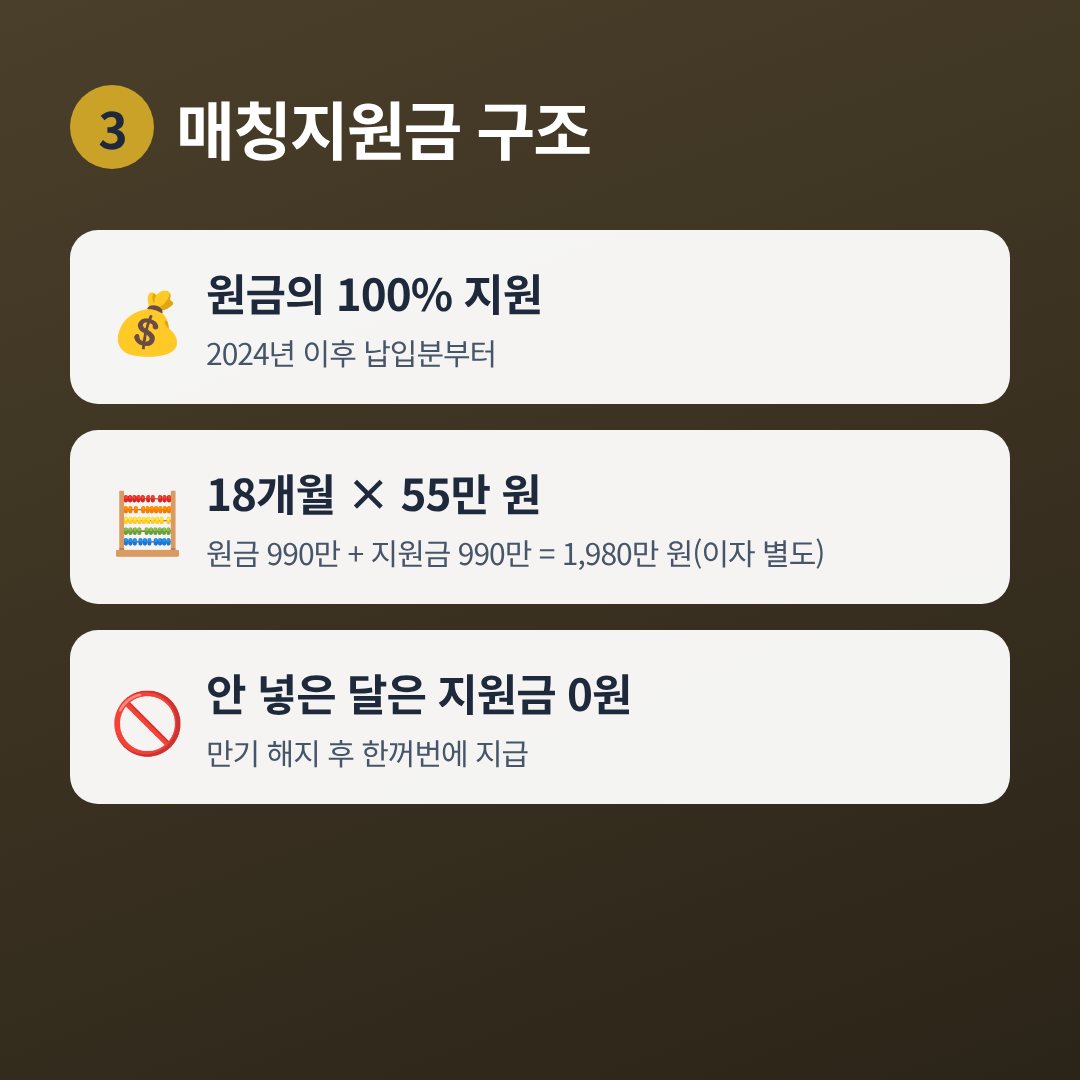 3 매칭지원금 구조
원금의 100% 지원
2024년 이후 납입분부터
18개월 × 55만 원
원금 990만 + 지원금 990만 = 1,980만 원(이자 별도)
안 넣은 달은 지원금 0원
만기 해지 후 한꺼번에 지급